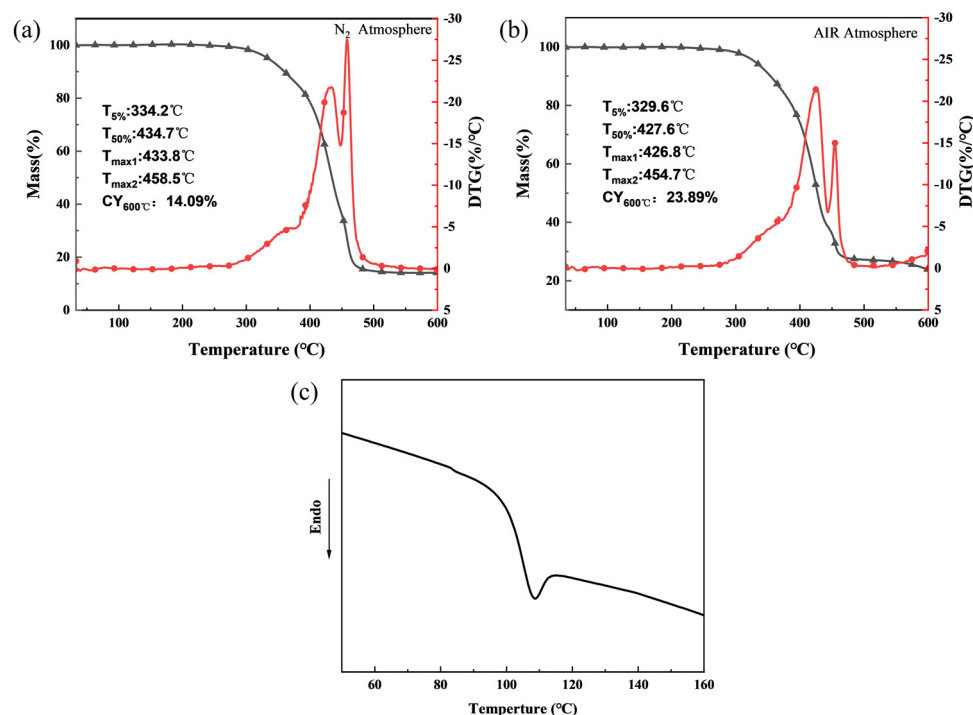 (a)
N₂ Atmosphere
T5%:334.2℃
T50%:434.7℃
Tmax1:433.8℃
Tmax2:458.5℃
CY600℃: 14.09%
Mass(%)
100
80
60
40
20
0
DTG(%/℃)
-30
-25
-20
-15
-10
-5
0
5
100 200 300 400 500 600
Temperature (℃)
(b)
AIR Atmosphere
T5%:329.6℃
T50%:427.6℃
Tmax1:426.8℃
Tmax2:454.7℃
CY600℃: 23.89%
Mass(%)
100
80
60
40
20
DTG(%/℃)
-30
-25
-20
-15
-10
-5
0
5
100 200 300 400 500 600
Temperature (℃)
(c)
Endo
60 80 100 120 140 160
Temperture (℃)